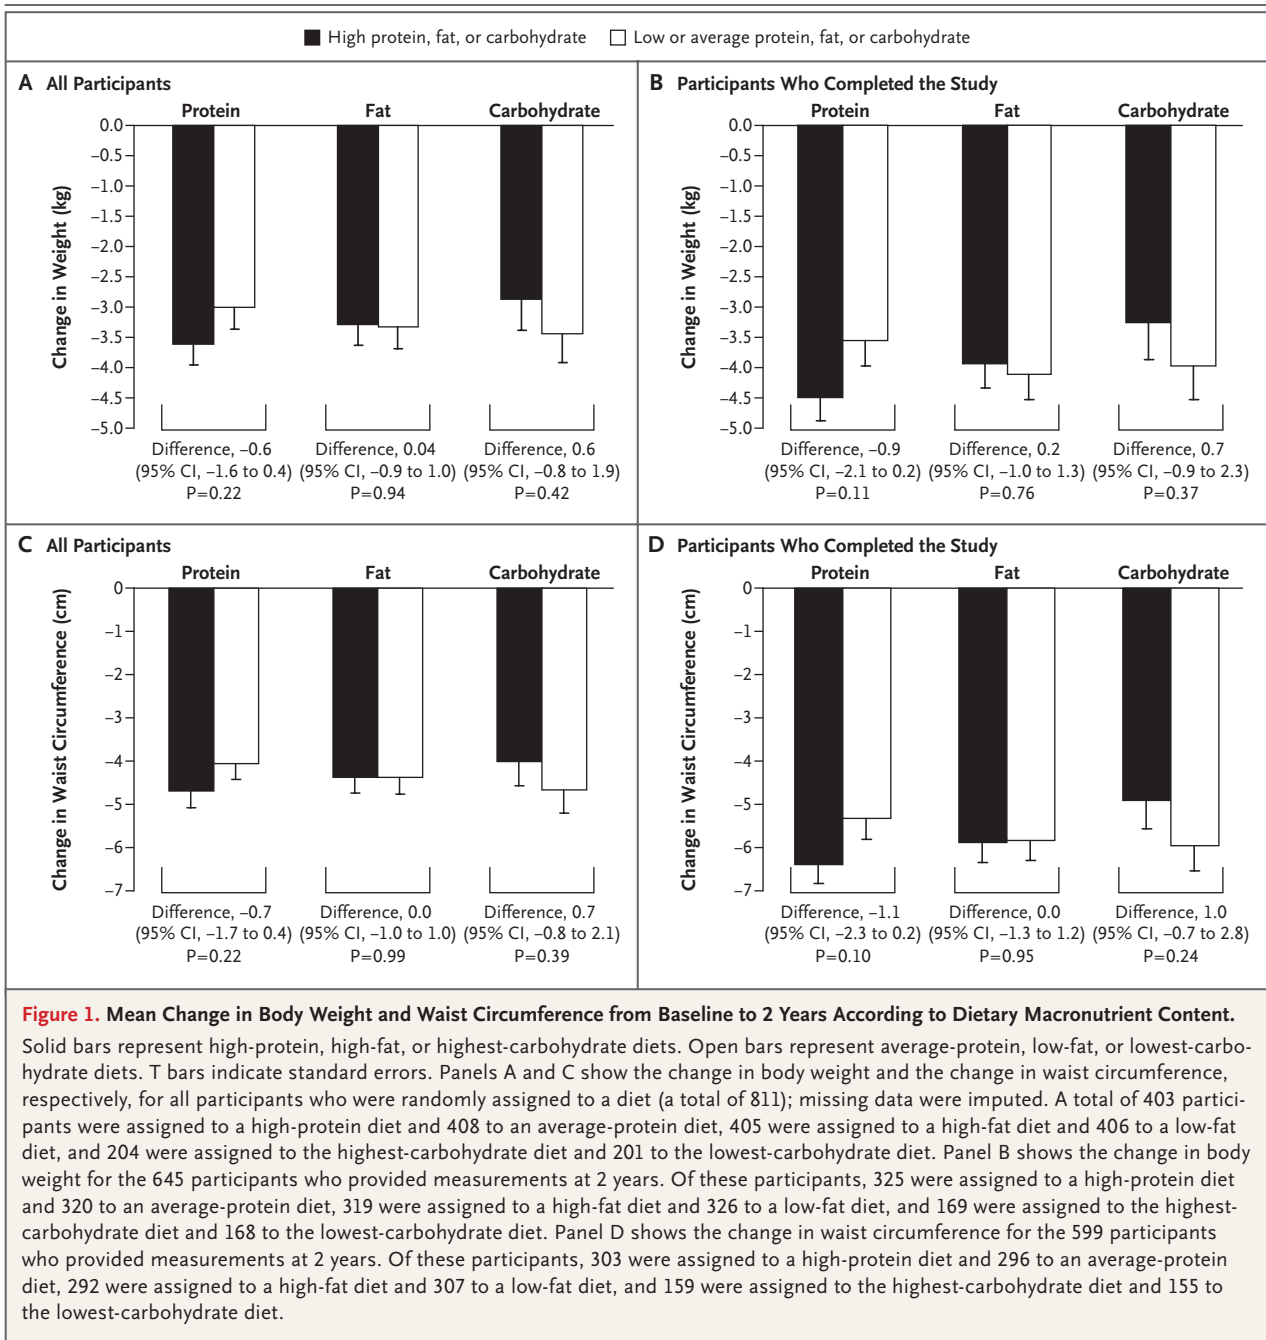 High protein, fat, or carbohydrate Low or average protein, fat, or carbohydrate
A All Participants
Protein Fat Carbohydrate
Change in Weight (kg)
0.0
−0.5
−1.0
−1.5
−2.0
−2.5
−3.0
−3.5
−4.0
−4.5
−5.0
Difference, −0.6 Difference, 0.04 Difference, 0.6
(95% CI, −1.6 to 0.4) (95% CI, −0.9 to 1.0) (95% CI, −0.8 to 1.9)
P=0.22 P=0.94 P=0.42
B Participants Who Completed the Study
Protein Fat Carbohydrate
Change in Weight (kg)
0.0
−0.5
−1.0
−1.5
−2.0
−2.5
−3.0
−3.5
−4.0
−4.5
−5.0
Difference, −0.9 Difference, 0.2 Difference, 0.7
(95% CI, −2.1 to 0.2) (95% CI, −1.0 to 1.3) (95% CI, −0.9 to 2.3)
P=0.11 P=0.76 P=0.37
C All Participants
Protein Fat Carbohydrate
Change in Waist Circumference (cm)
0
−1
−2
−3
−4
−5
−6
−7
Difference, −0.7 Difference, 0.0 Difference, 0.7
(95% CI, −1.7 to 0.4) (95% CI, −1.0 to 1.0) (95% CI, −0.8 to 2.1)
P=0.22 P=0.99 P=0.39
D Participants Who Completed the Study
Protein Fat Carbohydrate
Change in Waist Circumference (cm)
0
−1
−2
−3
−4
−5
−6
−7
Difference, −1.1 Difference, 0.0 Difference, 1.0
(95% CI, −2.3 to 0.2) (95% CI, −1.3 to 1.2) (95% CI, −0.7 to 2.8)
P=0.10 P=0.95 P=0.24
Figure 1. Mean Change in Body Weight and Waist Circumference from Baseline to 2 Years According to Dietary Macronutrient Content.
Solid bars represent high-protein, high-fat, or highest-carbohydrate diets. Open bars represent average-protein, low-fat, or lowest-carbo-
hydrate diets. T bars indicate standard errors. Panels A and C show the change in body weight and the change in waist circumference,
respectively, for all participants who were randomly assigned to a diet (a total of 811); missing data were imputed. A total of 403 partici-
pants were assigned to a high-protein diet and 408 to an average-protein diet, 405 were assigned to a high-fat diet and 406 to a low-fat
diet, and 204 were assigned to the highest-carbohydrate diet and 201 to the lowest-carbohydrate diet. Panel B shows the change in body
weight for the 645 participants who provided measurements at 2 years. Of these participants, 325 were assigned to a high-protein diet
and 320 to an average-protein diet, 319 were assigned to a high-fat diet and 326 to a low-fat diet, and 169 were assigned to the highest-
carbohydrate diet and 168 to the lowest-carbohydrate diet. Panel D shows the change in waist circumference for the 599 participants
who provided measurements at 2 years. Of these participants, 303 were assigned to a high-protein diet and 296 to an average-protein
diet, 292 were assigned to a high-fat diet and 307 to a low-fat diet, and 159 were assigned to the highest-carbohydrate diet and 155 to
the lowest-carbohydrate diet.